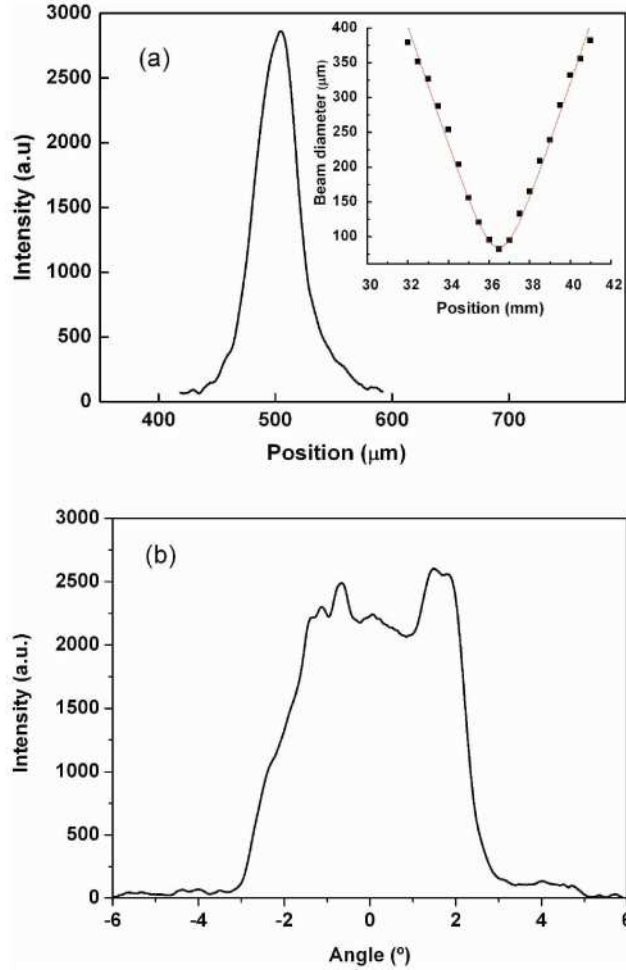 3000
2500
2000
1500
1000
500
0
Intensity (a.u)
(a)
400
350
300
250
200
150
100
Beam diameter (μm)
30 32 34 36 38 40 42
Position (mm)
400 500 600 700
Position (μm)
3000
2500
2000
1500
1000
500
0
Intensity (a.u.)
(b)
-6 -4 -2 0 2 4 6
Angle (º)